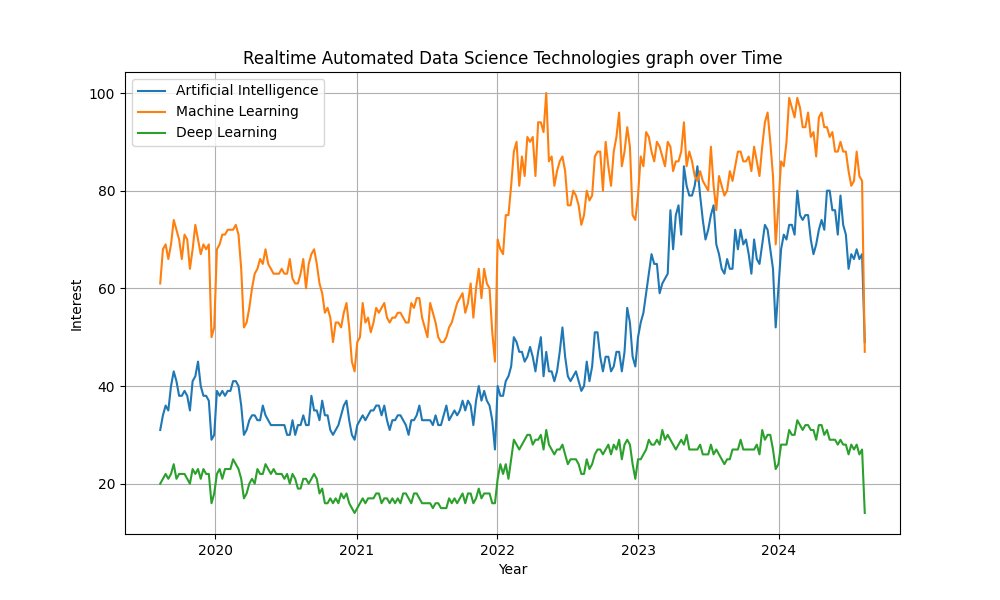 Realtime Automated Data Science Technologies graph over Time
Artificial Intelligence
Machine Learning
Deep Learning
100
80
60
40
20
Interest
2020 2021 2022 2023 2024
Year